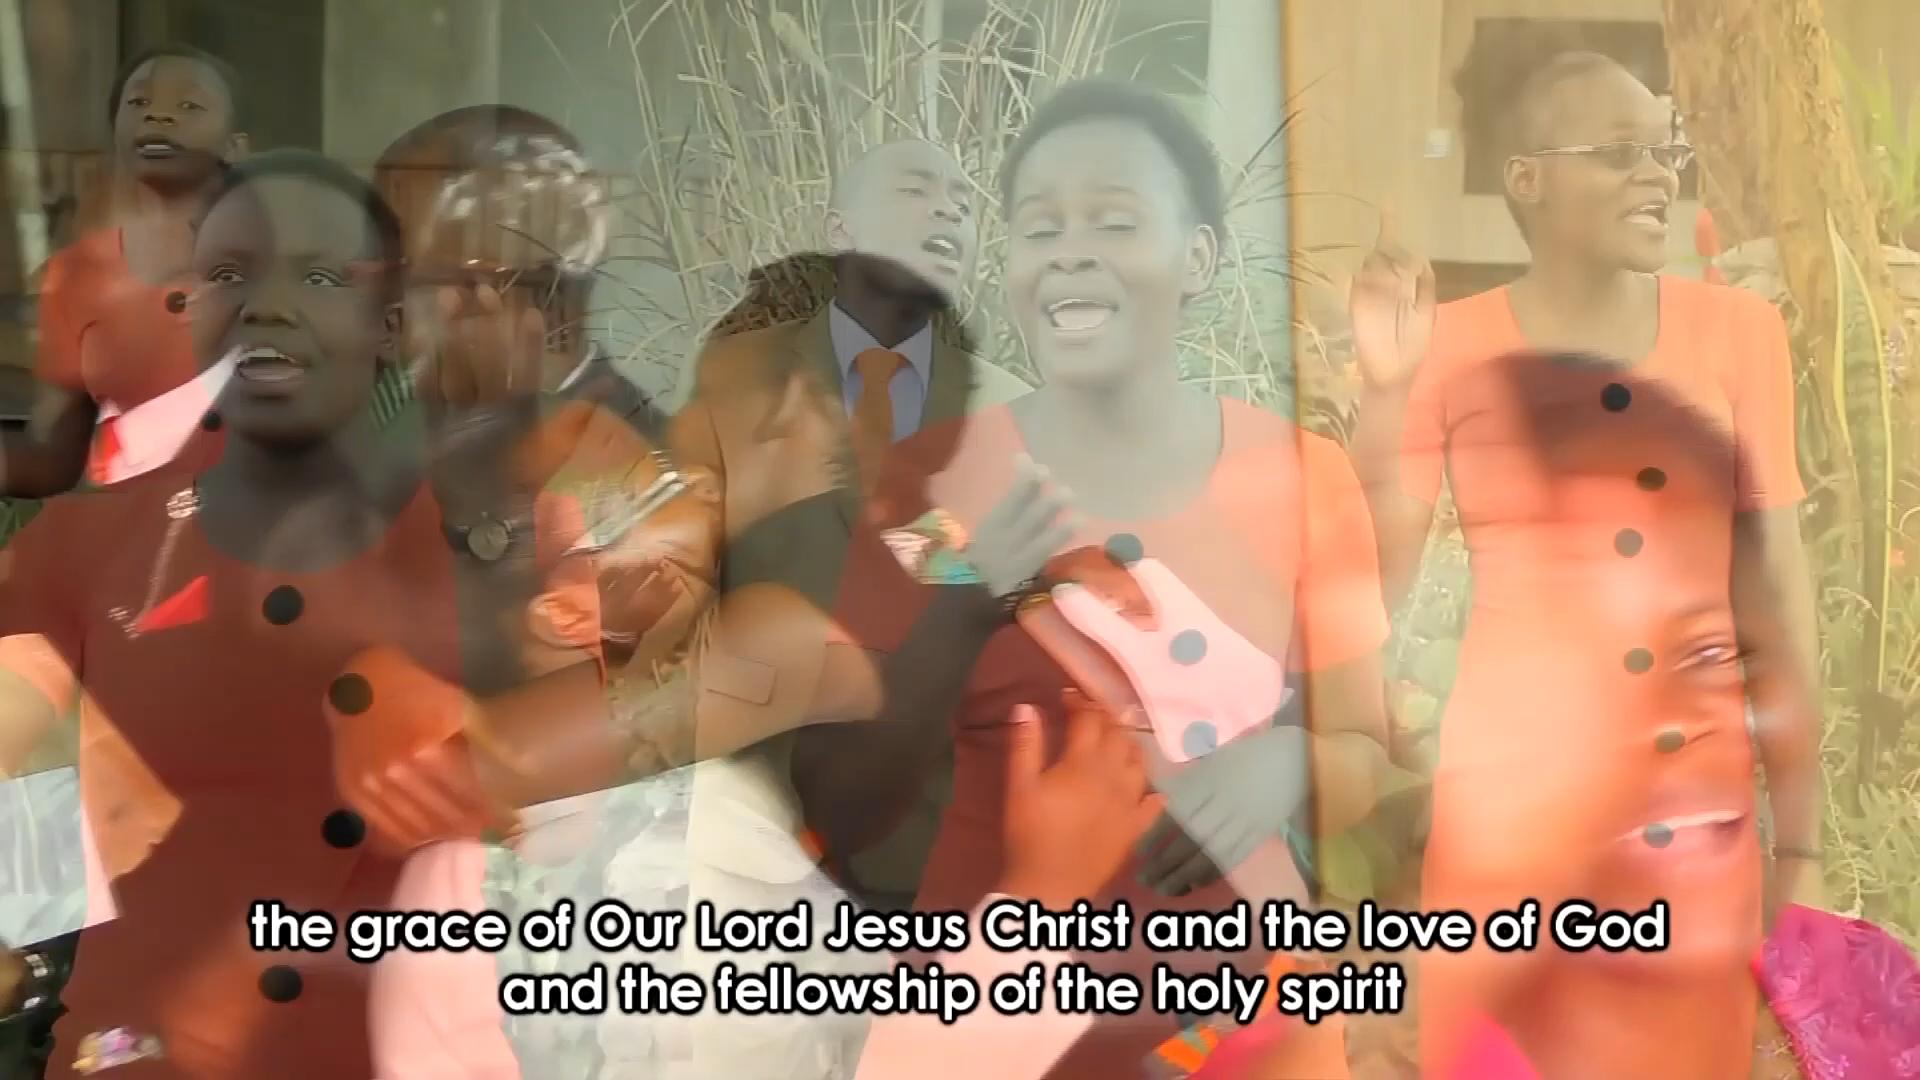 the grace of Our Lord Jesus Christ and the love of God
and the fellowship of the holy spirit